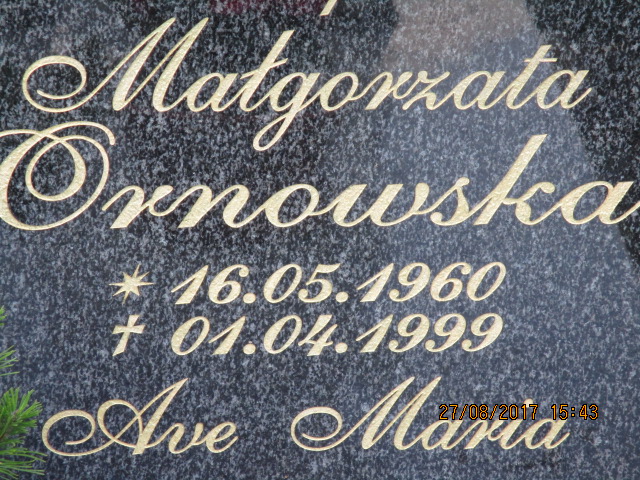 Małgorzata
Ornowska
* 16.05.1960
† 01.04.1999
Ave Maria
27/08/2017 15:43